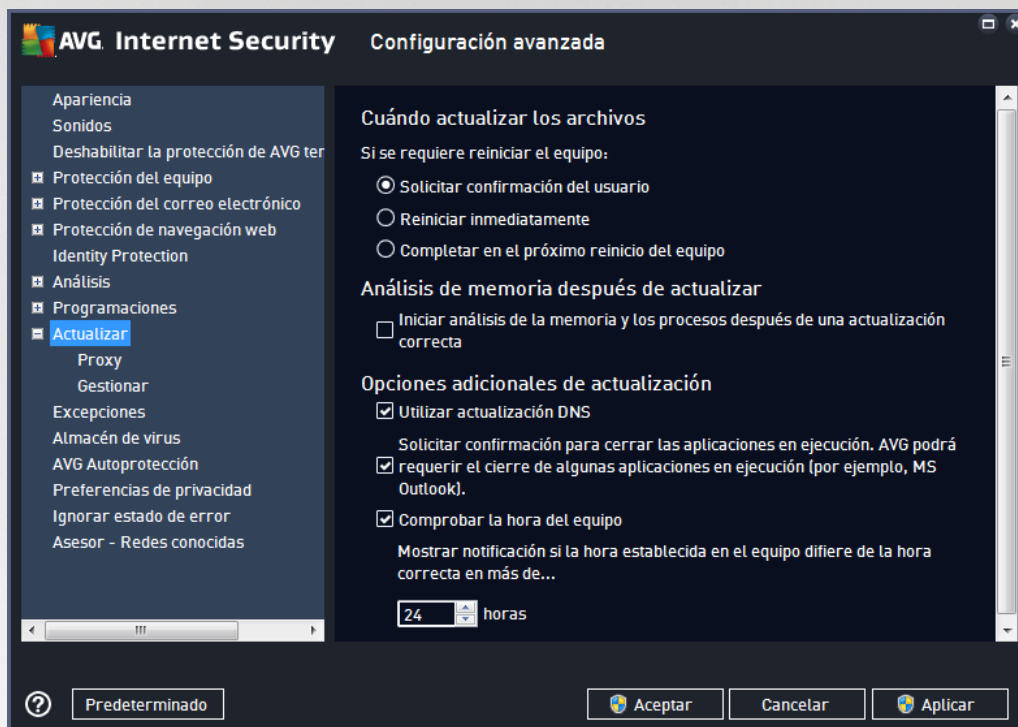 AVG. Internet Security
Configuración avanzada
Apariencia
Sonidos
Deshabilitar la protección de AVG ter
Protección del equipo
Protección del correo electrónico
Protección de navegación web
Identity Protection
Análisis
Programaciones
Actualizar
Proxy
Gestionar
Excepciones
Almacén de virus
AVG Autoprotección
Preferencias de privacidad
Ignorar estado de error
Asesor - Redes conocidas
Cuándo actualizar los archivos
Si se requiere reiniciar el equipo:
Solicitar confirmación del usuario
Reiniciar inmediatamente
Completar en el próximo reinicio del equipo
Análisis de memoria después de actualizar
Iniciar análisis de la memoria y los procesos después de una actualización
correcta
Opciones adicionales de actualización
Utilizar actualización DNS
Solicitar confirmación para cerrar las aplicaciones en ejecución. AVG podrá
requerir el cierre de algunas aplicaciones en ejecución (por ejemplo, MS
Outlook).
Comprobar la hora del equipo
Mostrar notificación si la hora establecida en el equipo difiere de la hora
correcta en más de...
24 horas
? Predeterminado
Aceptar
Cancelar
Aplicar